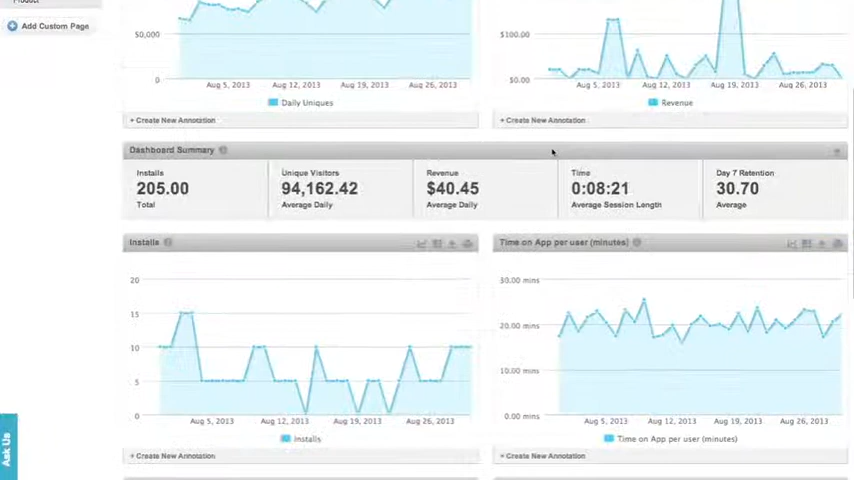 Product
Add Custom Page
50,000
0
Aug 5, 2013
Aug 12, 2013
Aug 19, 2013
Aug 26, 2013
Daily Uniques
+ Create New Annotation
$100.00
$0.00
Aug 5, 2013
Aug 12, 2013
Aug 19, 2013
Aug 26, 2013
Revenue
+ Create New Annotation
Dashboard Summary
Installs
205.00
Total
Unique Visitors
94,162.42
Average Daily
Revenue
$40.45
Average Daily
Time
0:08:21
Average Session Length
Day 7 Retention
30.70
Average
Installs
20
15
10
5
0
Aug 5, 2013
Aug 12, 2013
Aug 19, 2013
Aug 26, 2013
Installs
+ Create New Annotation
Time on App per user (minutes)
30.00 mins
20.00 mins
10.00 mins
0.00 mins
Aug 5, 2013
Aug 12, 2013
Aug 19, 2013
Aug 26, 2013
Time on App per user (minutes)
+ Create New Annotation
Ask Us